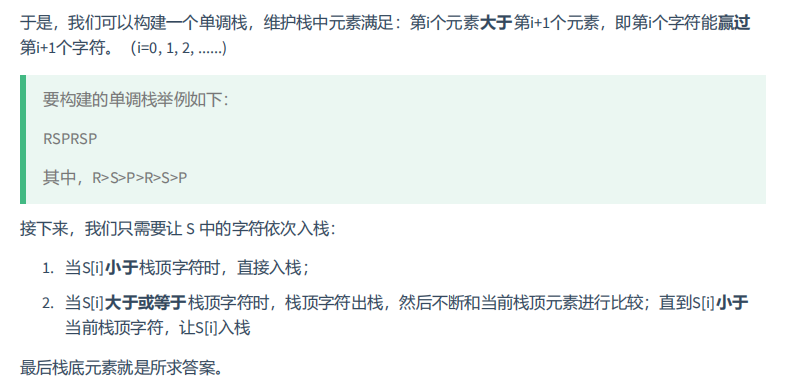 于是，我们可以构建一个单调栈，维护栈中元素满足：第i个元素大于第i+1个元素，即第i个字符能赢过
第i+1个字符。（i=0, 1, 2, ......)
要构建的单调栈举例如下：
RSPRSP
其中，R>S>P>R>S>P
接下来，我们只需要让 S 中的字符依次入栈：
1. 当S[i]小于栈顶字符时，直接入栈；
2. 当S[i]大于或等于栈顶字符时，栈顶字符出栈，然后不断和当前栈顶元素进行比较；直到S[i]小于
当前栈顶字符，让S[i]入栈
最后栈底元素就是所求答案。